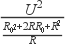 U²
R₀² + 2RR₀ + R²
R